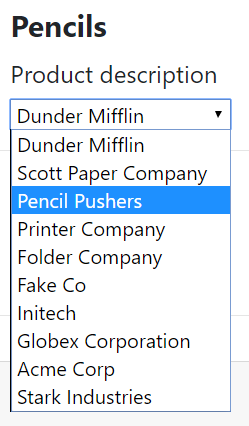 Pencils
Product description
Dunder Mifflin
Dunder Mifflin
Scott Paper Company
Pencil Pushers
Printer Company
Folder Company
Fake Co
Initech
Globex Corporation
Acme Corp
Stark Industries